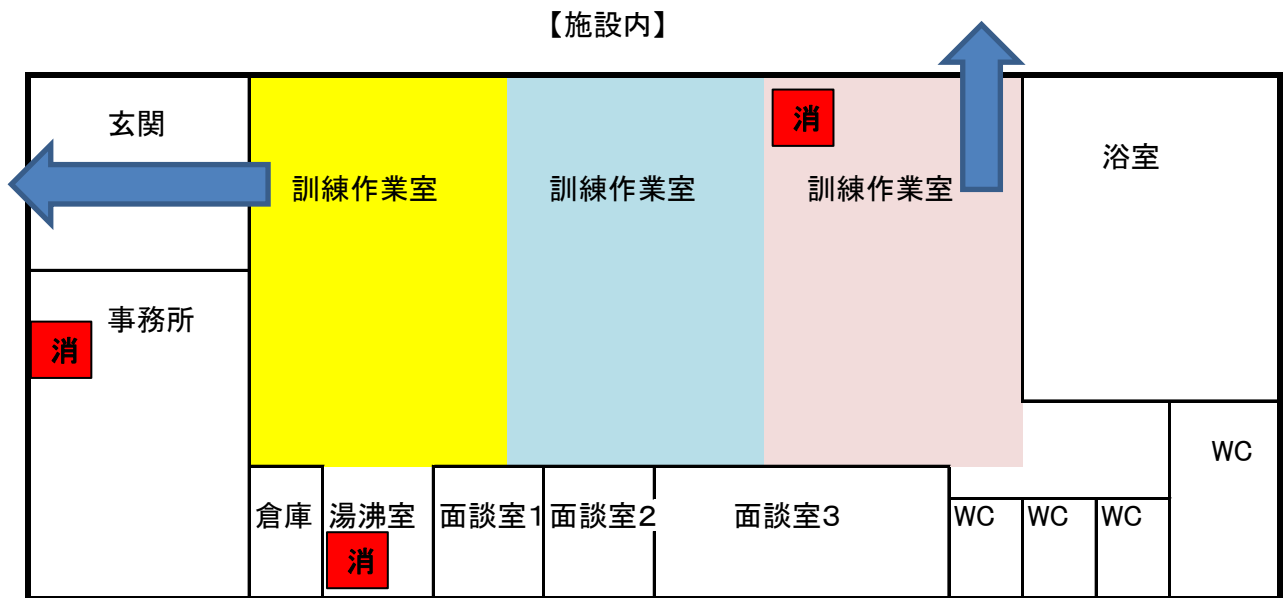 【施設内】
玄関
消
浴室
訓練作業室
訓練作業室
訓練作業室
事務所
消
WC
倉庫
湯沸室
面談室1
面談室2
面談室3
WC
WC
WC
消